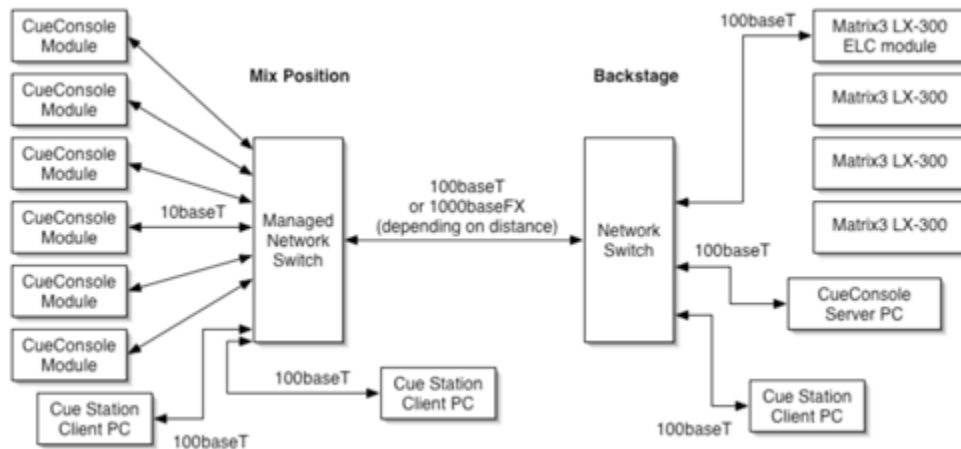 CueConsole
Module
CueConsole
Module
CueConsole
Module
CueConsole
Module
CueConsole
Module
CueConsole
Module
Cue Station
Client PC
10baseT
100baseT
Mix Position
Managed
Network
Switch
100baseT
Cue Station
Client PC
100baseT
or 1000baseFX
(depending on distance)
Backstage
Network
Switch
100baseT
Matrix3 LX-300
ELC module
Matrix3 LX-300
Matrix3 LX-300
Matrix3 LX-300
100baseT
CueConsole
Server PC
Cue Station
Client PC
100baseT